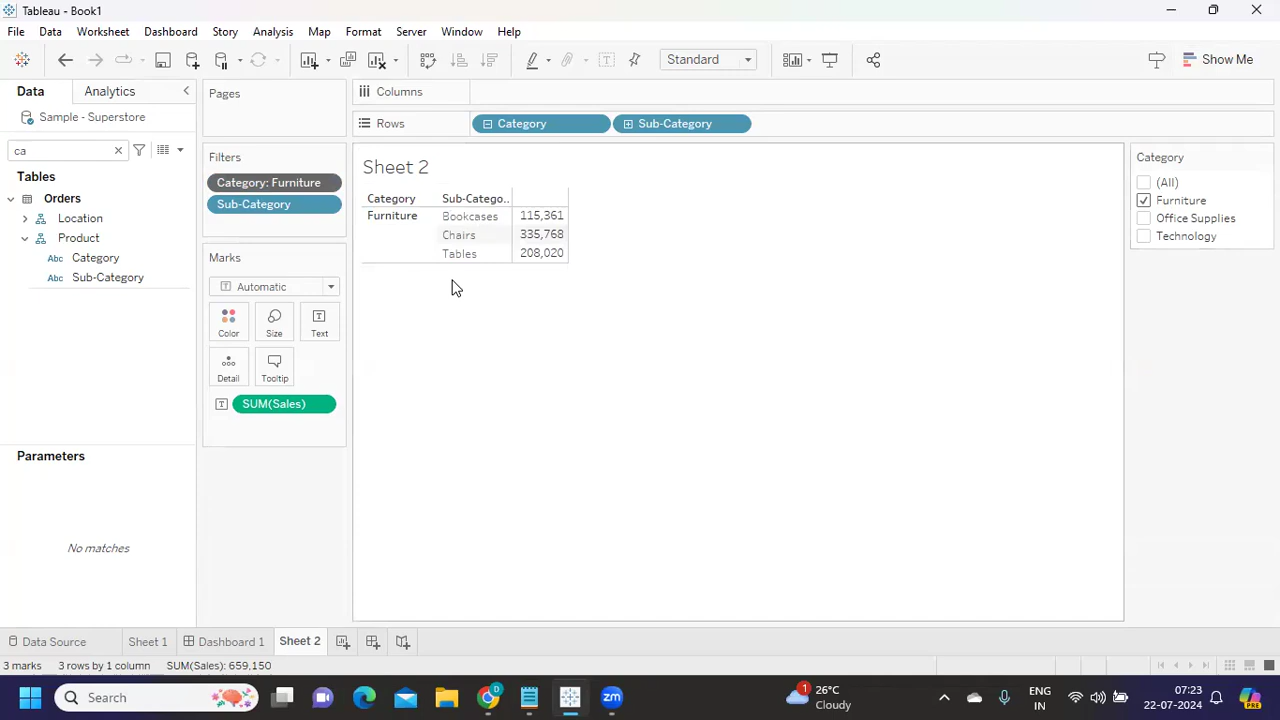 Tableau - Book1
File Data Worksheet Dashboard Story Analysis Map Format Server Window Help
Standard
Show Me
Data Analytics
Sample - Superstore
ca
Tables
Orders
Location
Product
Abc Category
Abc Sub-Category
Parameters
No matches
Pages
Filters
Category: Furniture
Sub-Category
Marks
Automatic
Color Size Text
Detail Tooltip
SUM(Sales)
Columns
Rows Category Sub-Category
Sheet 2
Category Sub-Catego..
Furniture Bookcases 115,361
Chairs 335,768
Tables 208,020
Category
(All)
Furniture
Office Supplies
Technology
Data Source Sheet 1 Dashboard 1 Sheet 2
3 marks 3 rows by 1 column SUM(Sales): 659,150
Search
D
zm
1
26°C
Cloudy
ENG
IN
07:23
22-07-2024
PRE